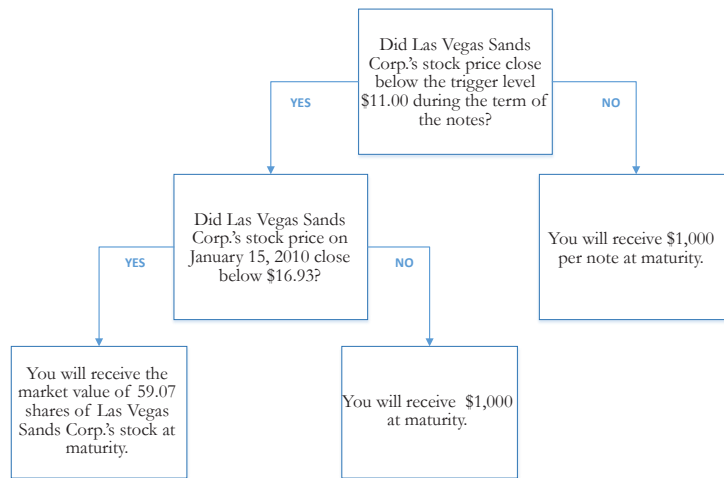 Did Las Vegas Sands
Corp.'s stock price close
below the trigger level
$11.00 during the term of
the notes?
YES
NO
Did Las Vegas Sands
Corp.'s stock price on
January 15, 2010 close
below $16.93?
You will receive $1,000
per note at maturity.
YES
NO
You will receive the
market value of 59.07
shares of Las Vegas
Sands Corp.'s stock at
maturity.
You will receive $1,000
at maturity.